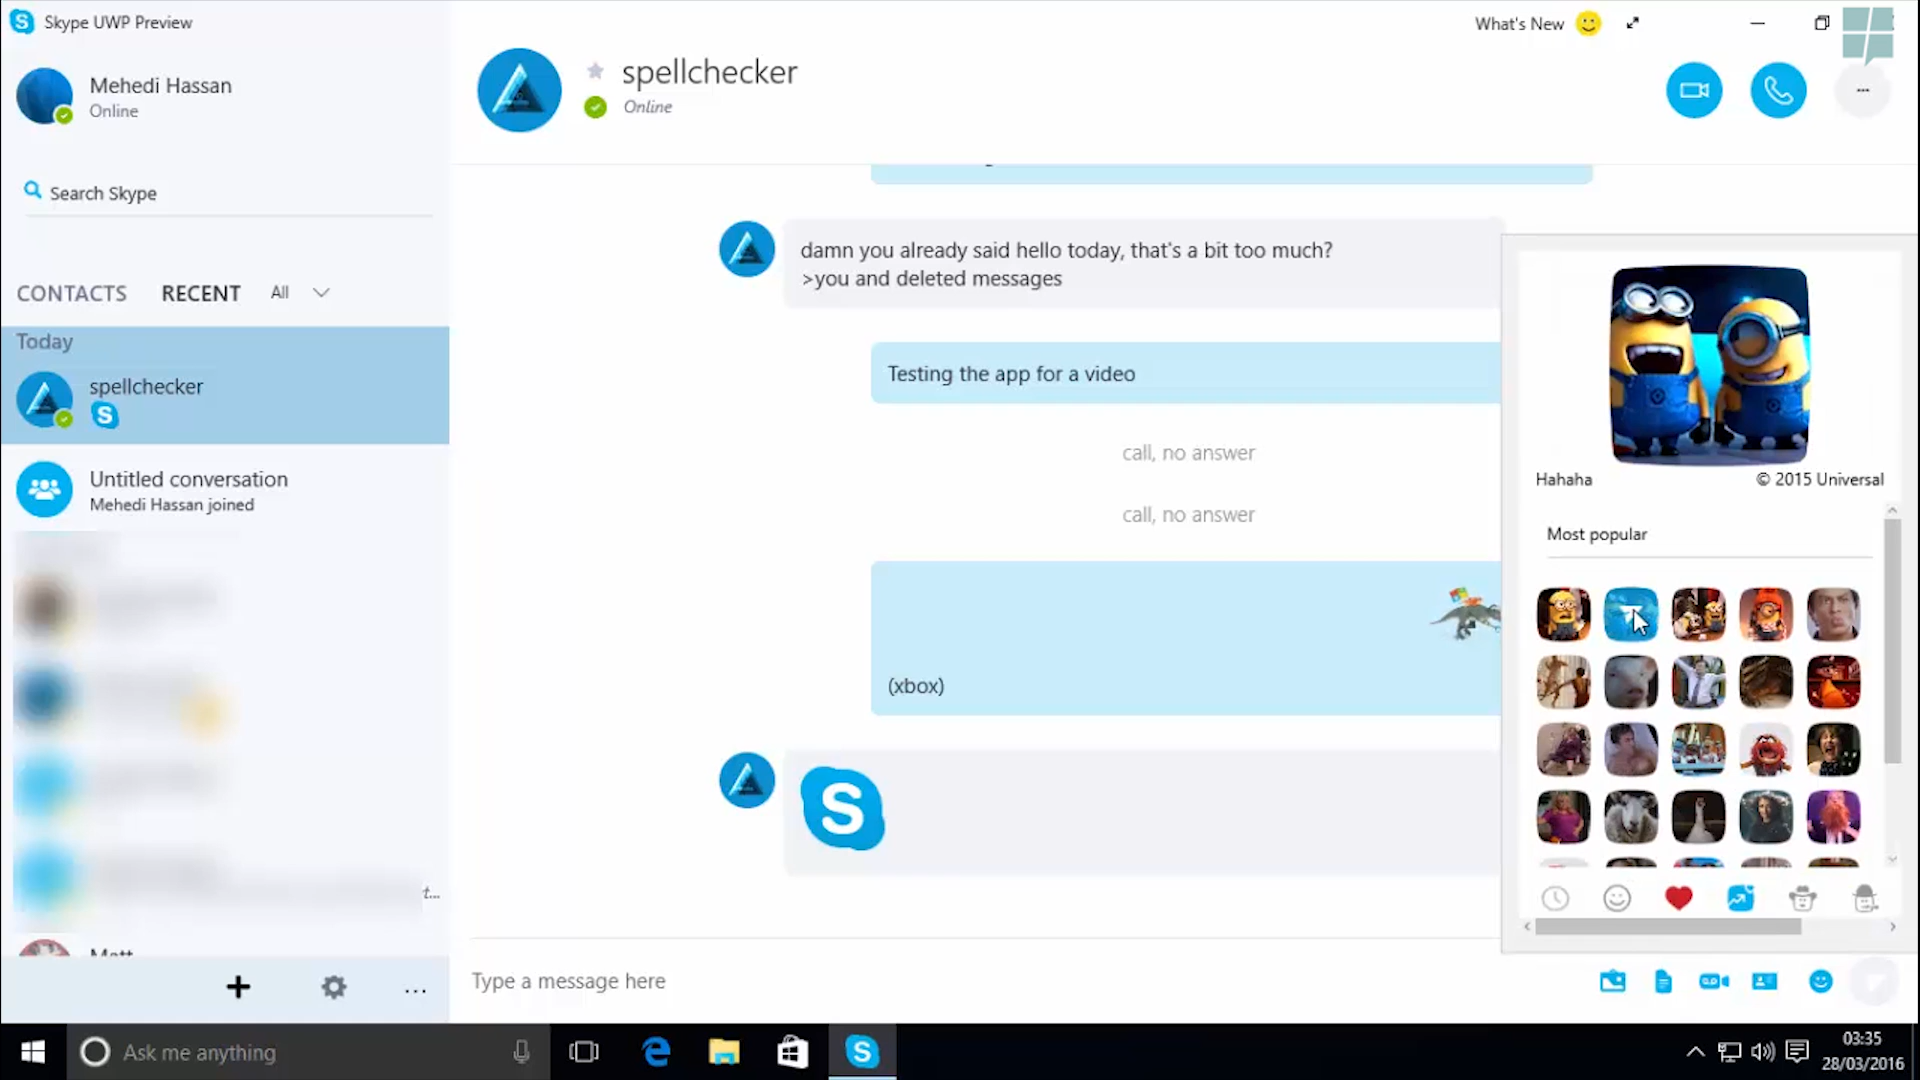 Skype UWP Preview
What's New
Mehedi Hassan
Online
Search Skype
CONTACTS RECENT All
Today
spellchecker
Untitled conversation
Mehedi Hassan joined
t...
Matt
...
spellchecker
Online
damn you already said hello today, that's a bit too much?
>you and deleted messages
Testing the app for a video
call, no answer
call, no answer
(xbox)
S
Type a message here
Hahaha © 2015 Universal
Most popular
Ask me anything
03:35
28/03/2016